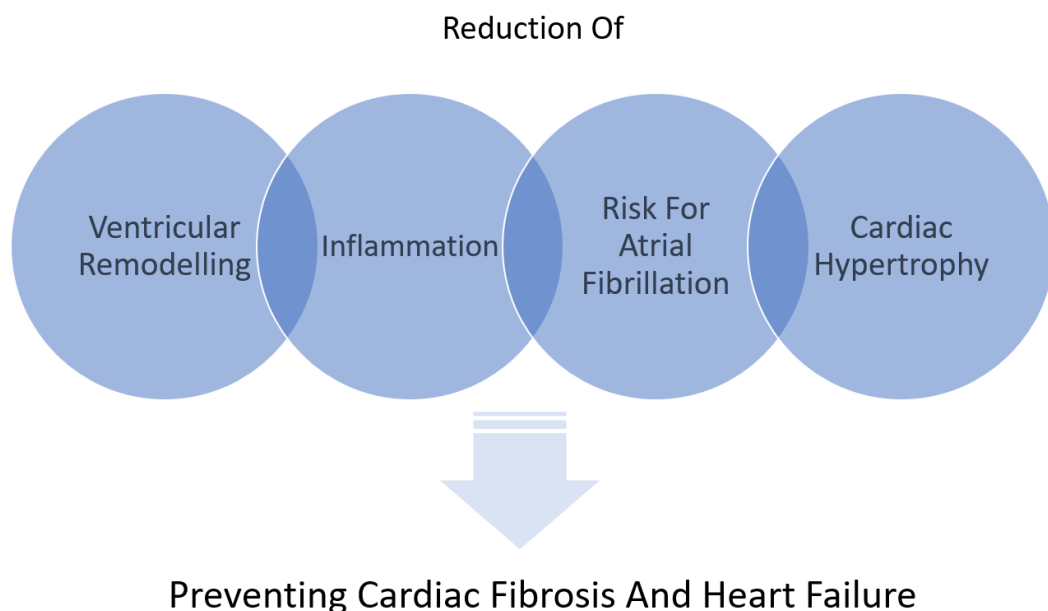 Reduction Of
Ventricular
Remodelling
Inflammation
Risk For
Atrial
Fibrillation
Cardiac
Hypertrophy
Preventing Cardiac Fibrosis And Heart Failure